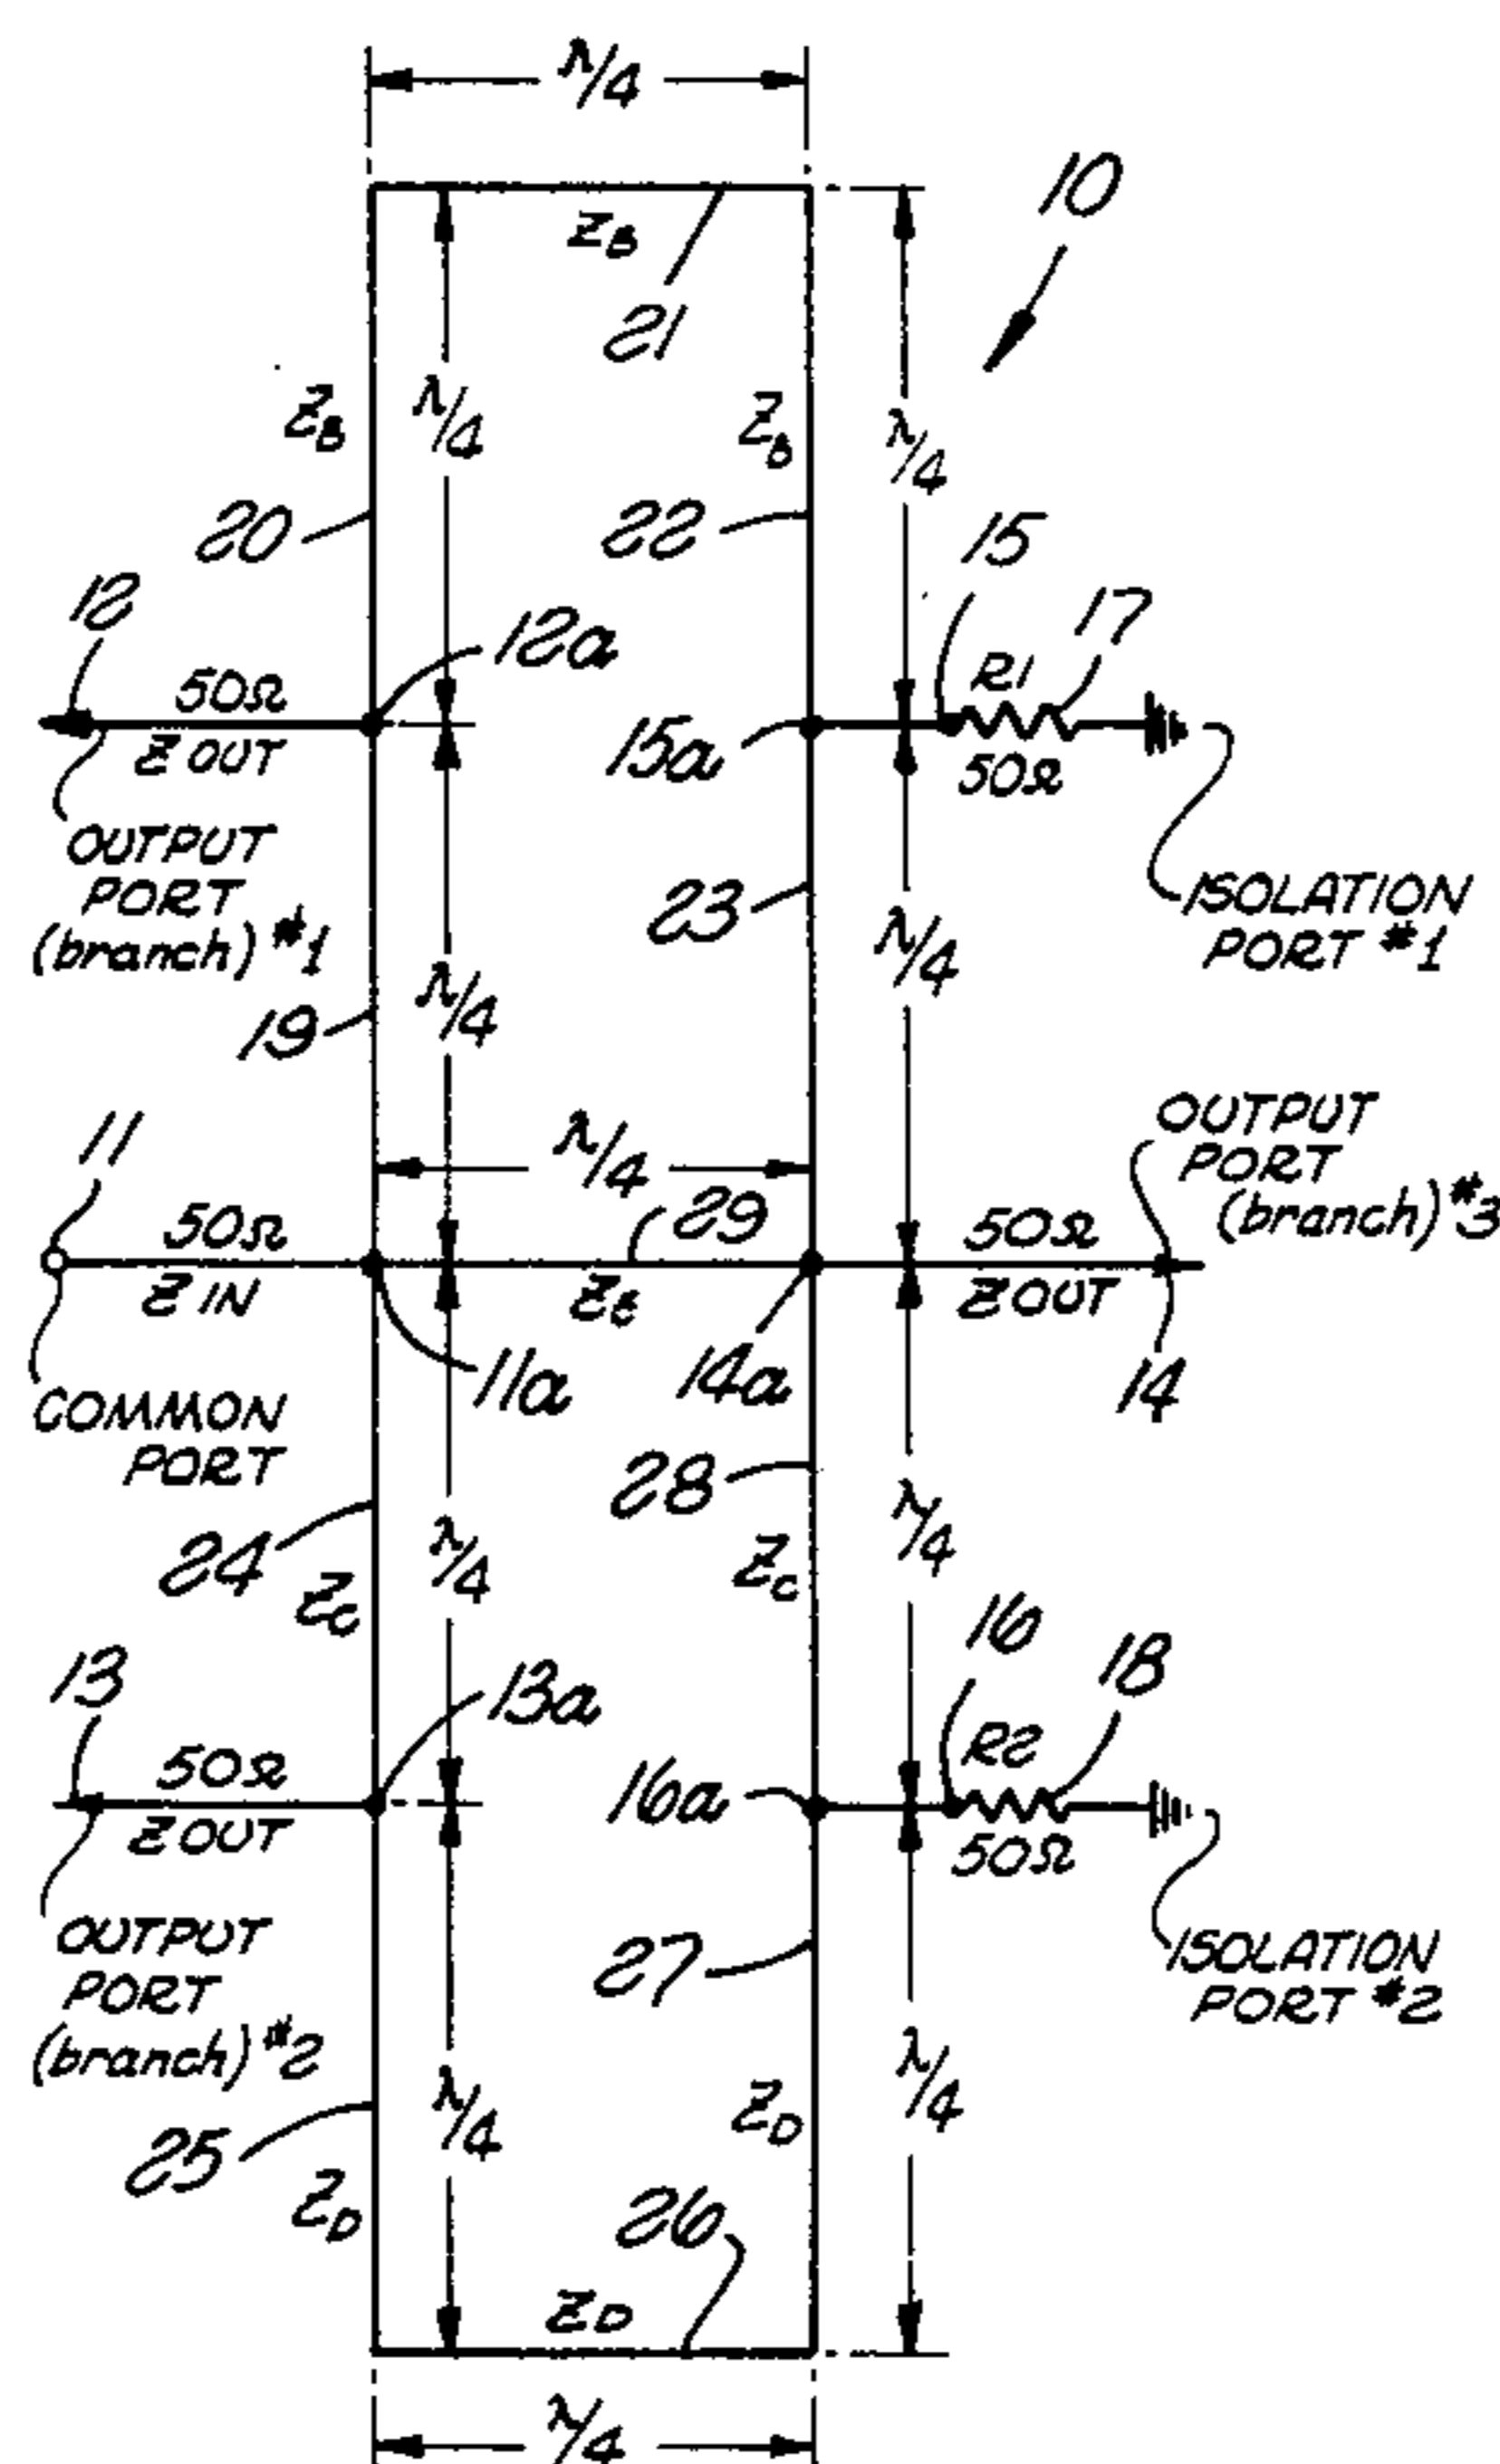 λ/4
10
Z_B
21
Z_B
λ/4
Z_B
λ/4
20
22
15
17
12
12a
50Ω
Z OUT
15a
R1
50Ω
OUTPUT
PORT
(branch) #1
23
λ/4
ISOLATION
PORT #1
19
λ/4
11
λ/4
OUTPUT
PORT
(branch) #3
50Ω
Z IN
29
50Ω
Z OUT
11a
14a
14
COMMON
PORT
28
24
Z_C
λ/4
Z_C
λ/4
16
18
13
13a
50Ω
Z OUT
16a
R2
50Ω
OUTPUT
PORT
(branch) #2
27
ISOLATION
PORT #2
25
Z_D
λ/4
Z_D
λ/4
26
Z_D
λ/4